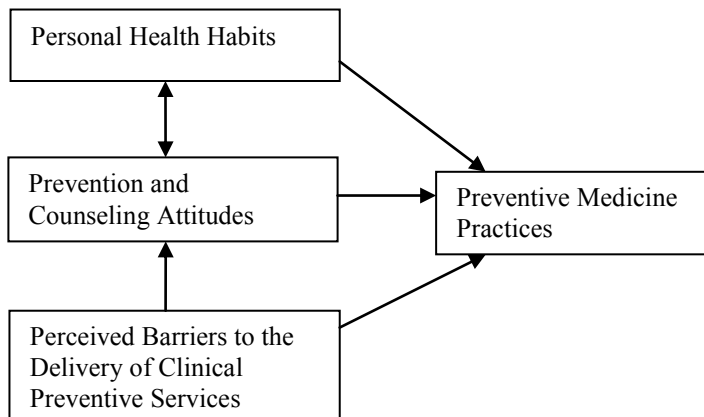 Personal Health Habits
Prevention and
Counseling Attitudes
Preventive Medicine
Practices
Perceived Barriers to the
Delivery of Clinical
Preventive Services